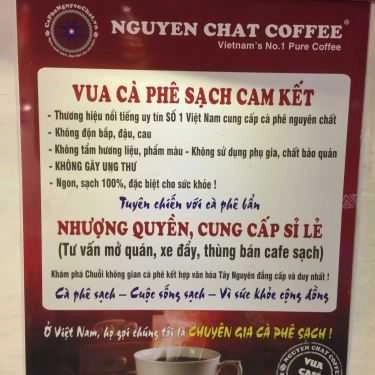 CaPheNguyenChat.vn
NGUYEN CHAT COFFEE®
Vietnam's No.1 Pure Coffee
VUA CÀ PHÊ SẠCH CAM KẾT
- Thương hiệu nổi tiếng uy tín SỐ 1 Việt Nam cung cấp cà phê nguyên chất
- Không độn bắp, đậu, cau
- Không tẩm hương liệu, phẩm màu - Không sử dụng phụ gia, chất bảo quản
- KHÔNG GÂY UNG THƯ
- Ngon, sạch 100%, đặc biệt cho sức khỏe !
Tuyên chiến với cà phê bẩn
NHƯỢNG QUYỀN, CUNG CẤP SỈ LẺ
(Tư vấn mở quán, xe đẩy, thùng bán cafe sạch)
Khám phá Chuỗi không gian cà phê kết hợp văn hóa Tây Nguyên đẳng cấp và duy nhất !
Cà phê sạch – Cuộc sống sạch – Vì sức khỏe cộng đồng
Ở Việt Nam, họ gọi chúng tôi là CHUYÊN GIA CÀ PHÊ SẠCH !
NGUYEN CHAT COFFEE
VUA